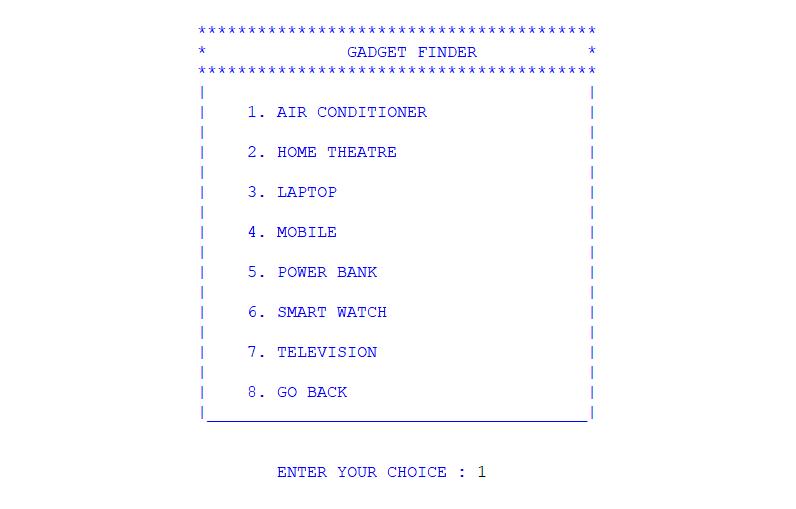 ****************************************
*              GADGET FINDER           *
****************************************
|                                      |
|    1. AIR CONDITIONER                |
|                                      |
|    2. HOME THEATRE                   |
|                                      |
|    3. LAPTOP                         |
|                                      |
|    4. MOBILE                         |
|                                      |
|    5. POWER BANK                     |
|                                      |
|    6. SMART WATCH                    |
|                                      |
|    7. TELEVISION                     |
|                                      |
|    8. GO BACK                        |
|______________________________________|
ENTER YOUR CHOICE : 1